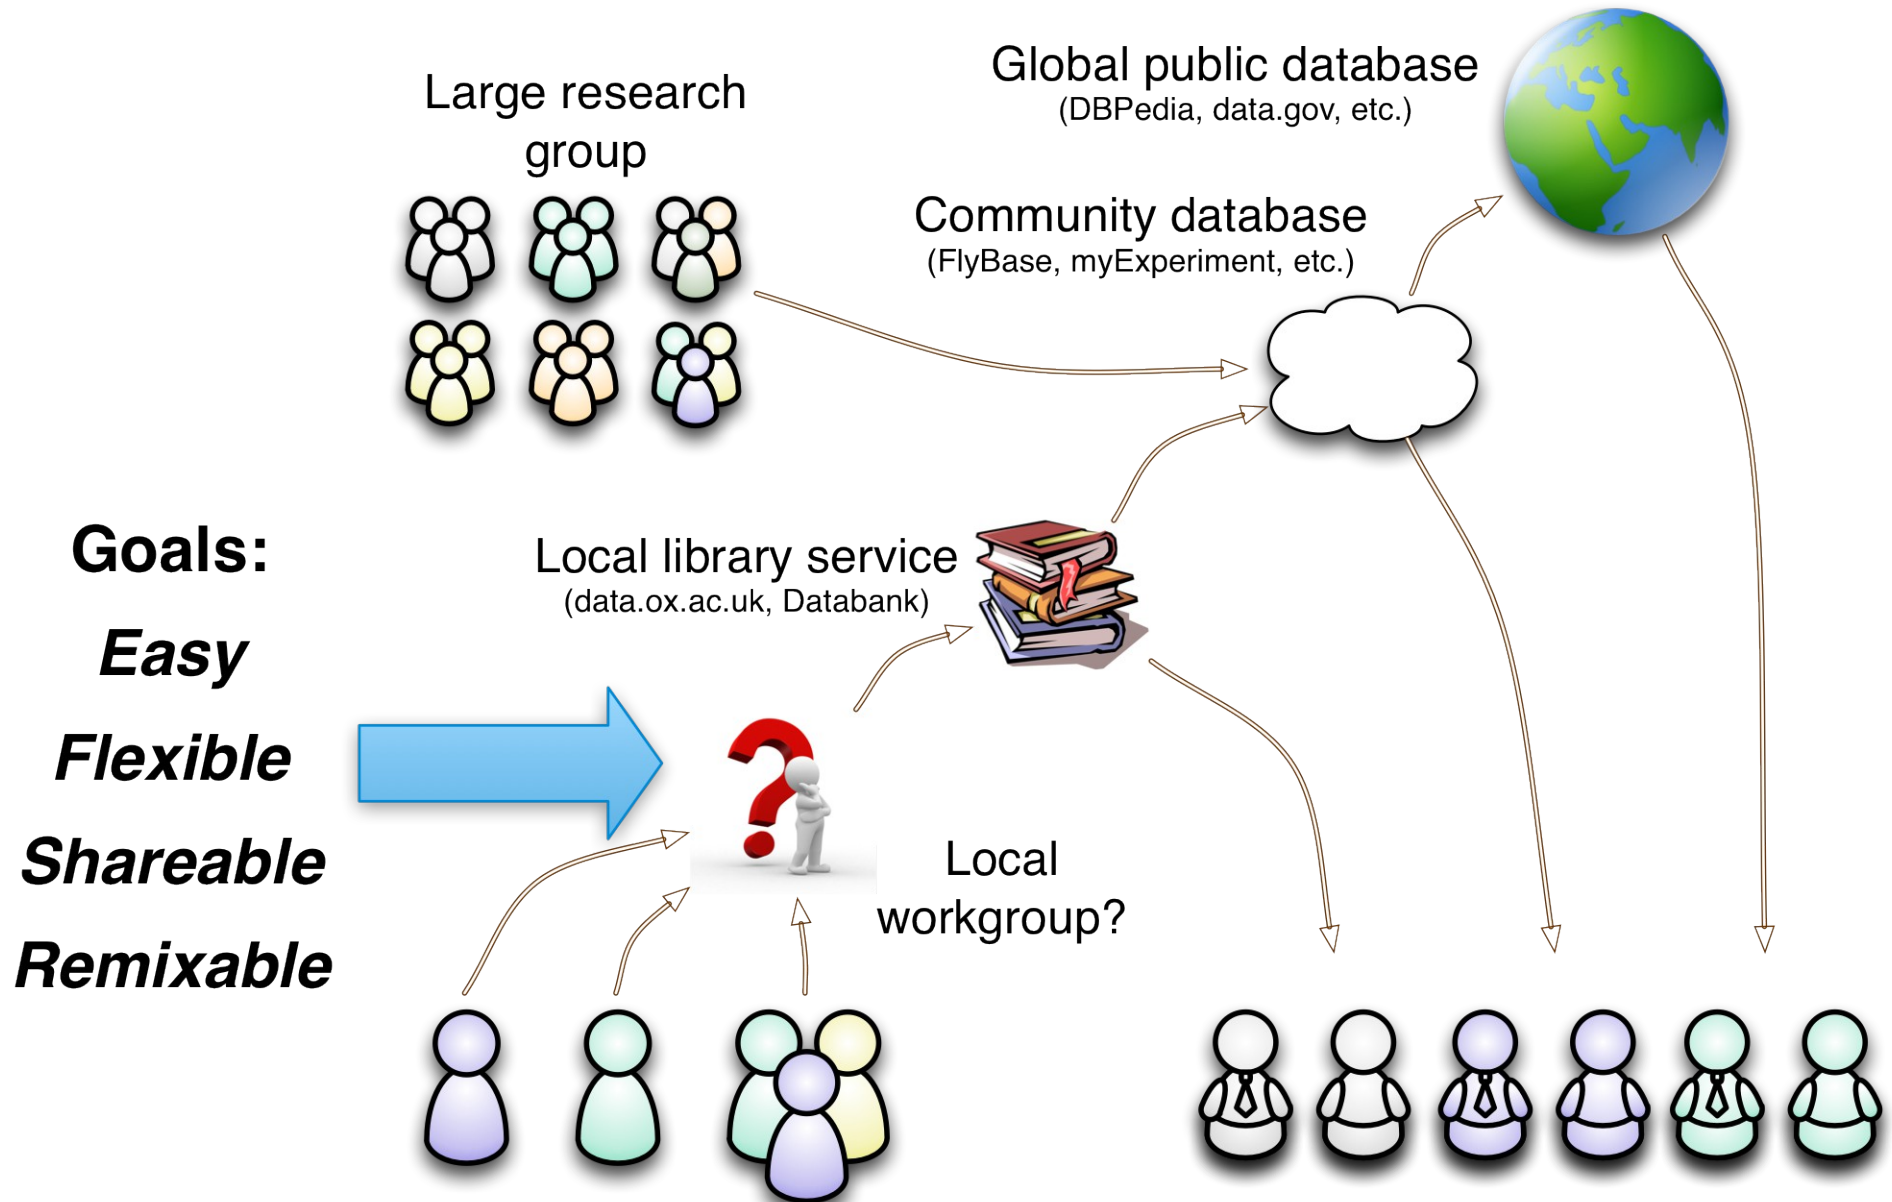 Large research
group
Global public database
(DBPedia, data.gov, etc.)
Community database
(FlyBase, myExperiment, etc.)
Goals:
Easy
Flexible
Shareable
Remixable
Local library service
(data.ox.ac.uk, Databank)
Local
workgroup?